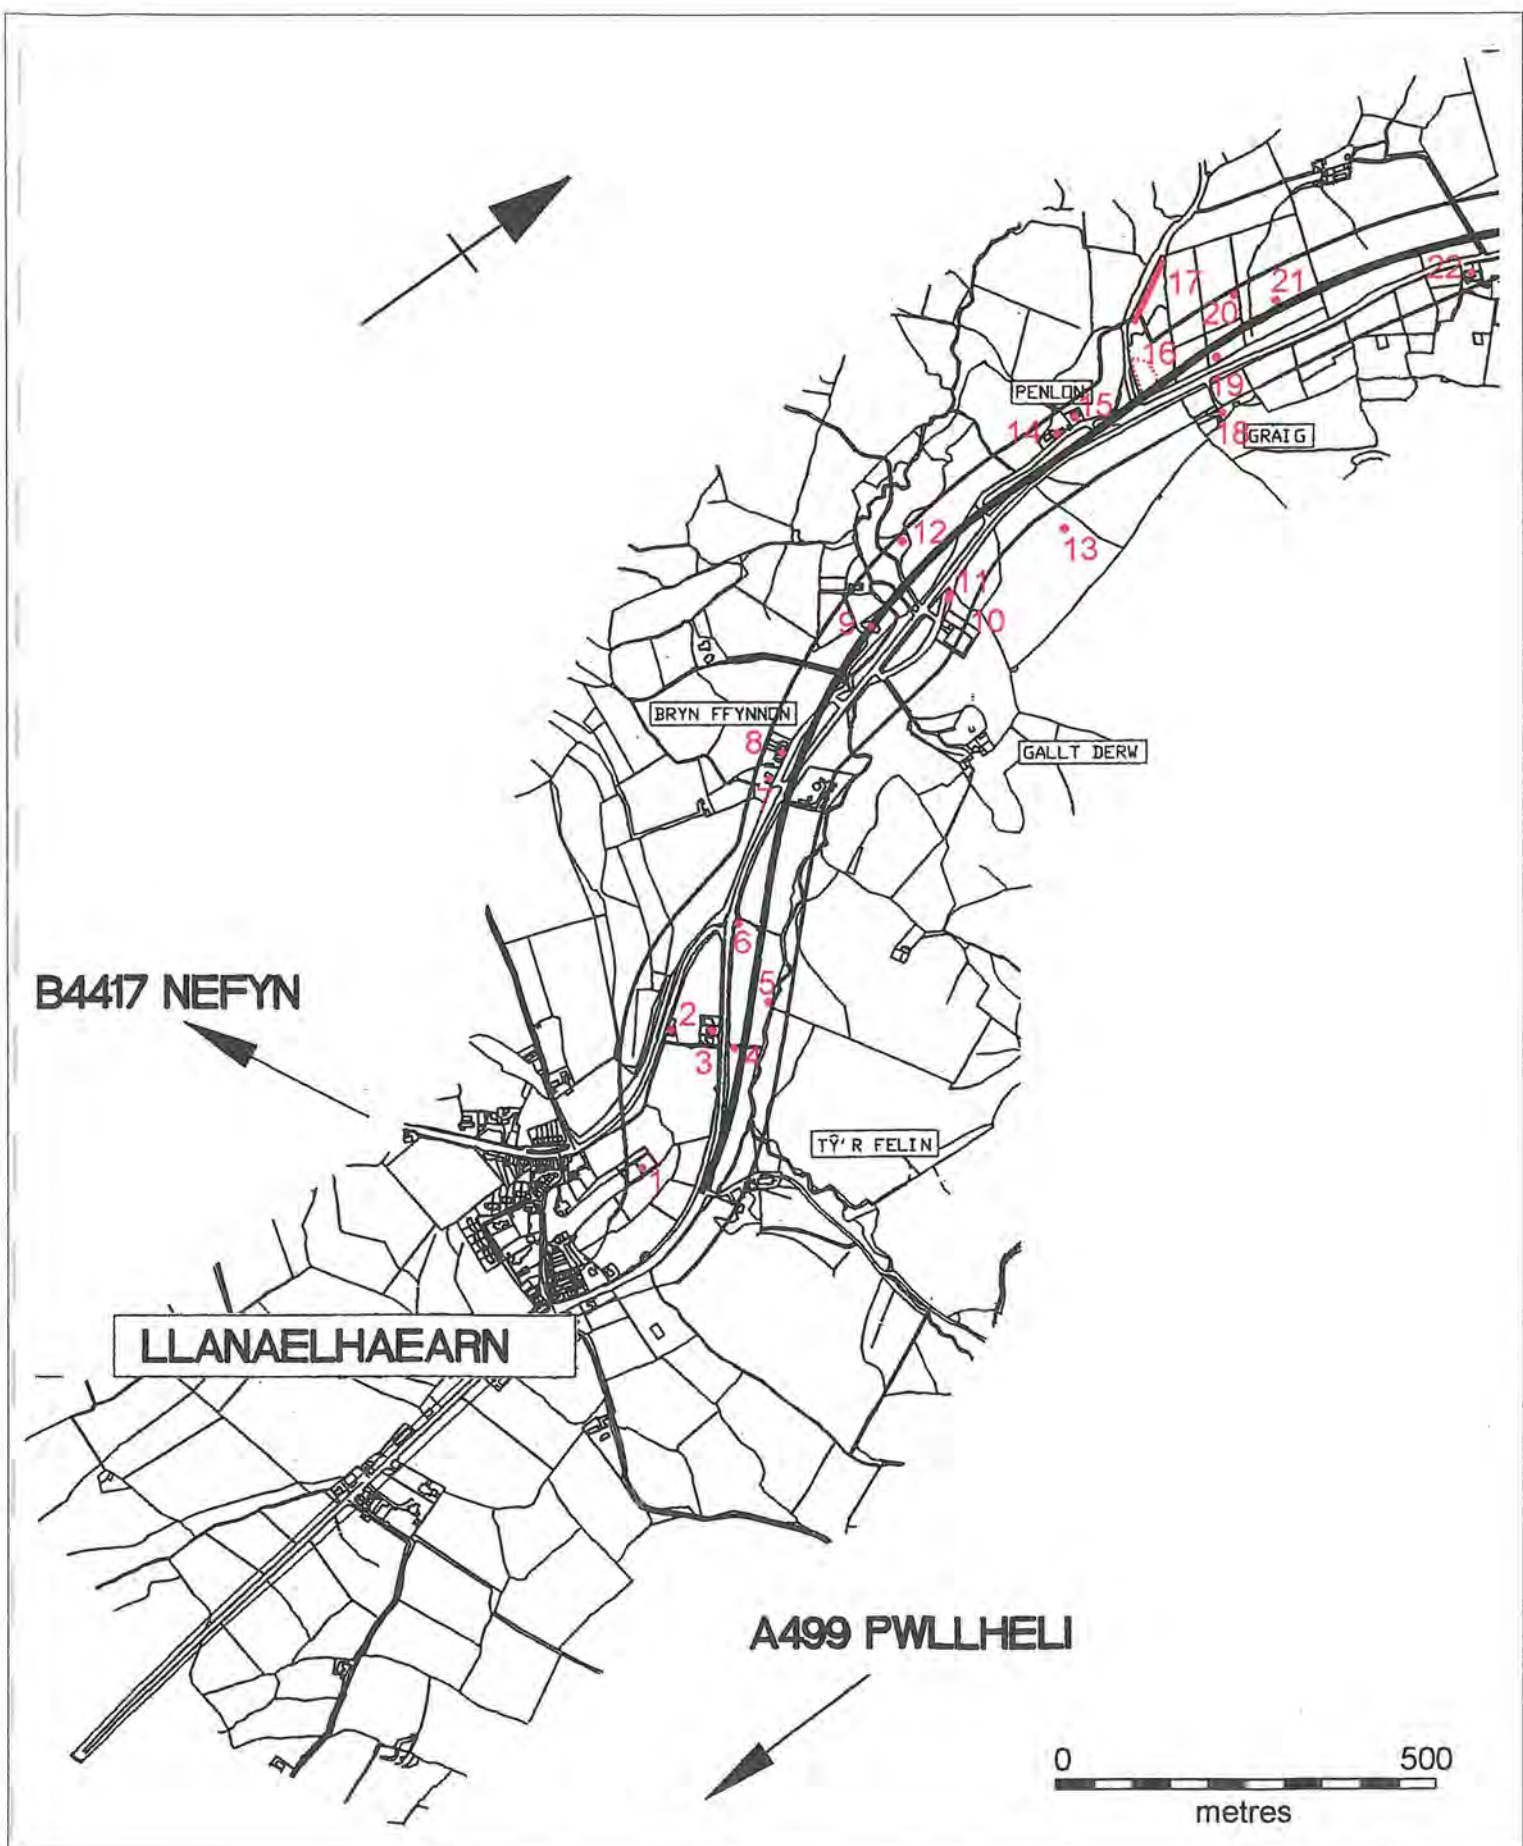 22
17
21
20
16
19
PENLON
15
14
18
GRAIG
12
13
11
9
10
BRYN FFYNNON
8
GALLT DERW
7
6
B4417 NEFYN
5
2
3
4
TŶ'R FELIN
1
LLANAELHAEARN
A499 PWLLHELI
0 500
metres